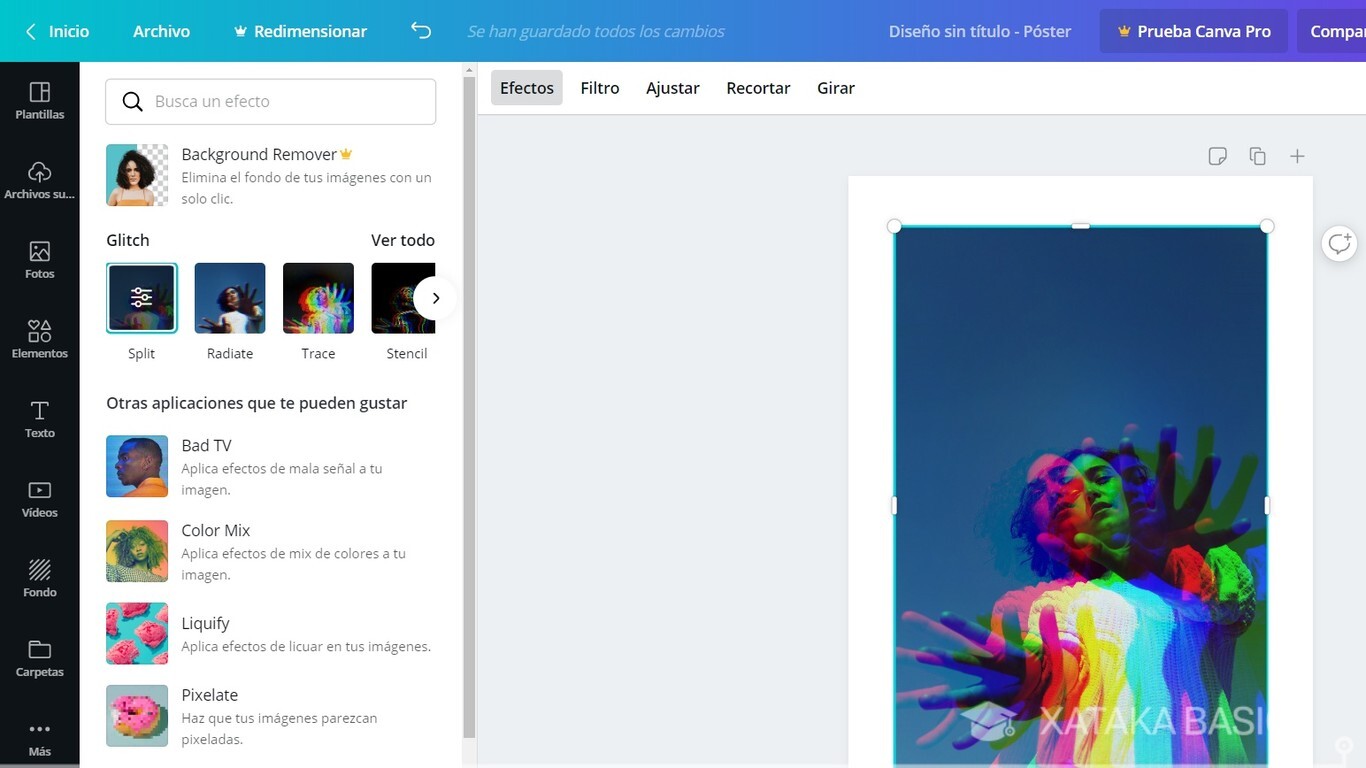 Inicio
Archivo
Redimensionar
Se han guardado todos los cambios
Diseño sin título - Póster
Prueba Canva Pro
Compar
Plantillas
Archivos su...
Fotos
Elementos
Texto
Vídeos
Fondo
Carpetas
Más
Busca un efecto
Background Remover
Elimina el fondo de tus imágenes con un
solo clic.
Glitch
Ver todo
Split
Radiate
Trace
Stencil
Otras aplicaciones que te pueden gustar
Bad TV
Aplica efectos de mala señal a tu
imagen.
Color Mix
Aplica efectos de mix de colores a tu
imagen.
Liquify
Aplica efectos de licuar en tus imágenes.
Pixelate
Haz que tus imágenes parezcan
pixeladas.
Efectos
Filtro
Ajustar
Recortar
Girar
XATAKA BASIC